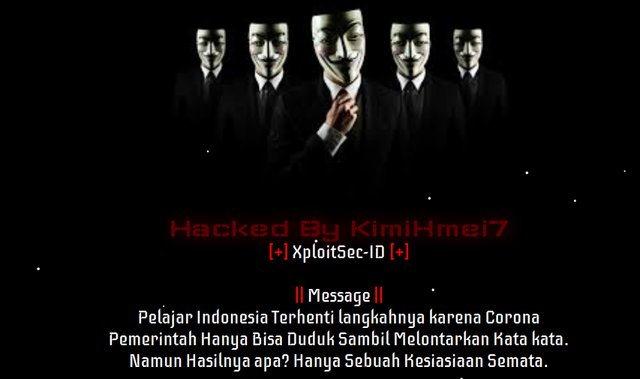 Hacked By KimiHmei7
[+] XploitSec-ID [+]
|| Message ||
Pelajar Indonesia Terhenti langkahnya karena Corona
Pemerintah Hanya Bisa Duduk Sambil Melontarkan Kata kata.
Namun Hasilnya apa? Hanya Sebuah Kesiasiaan Semata.